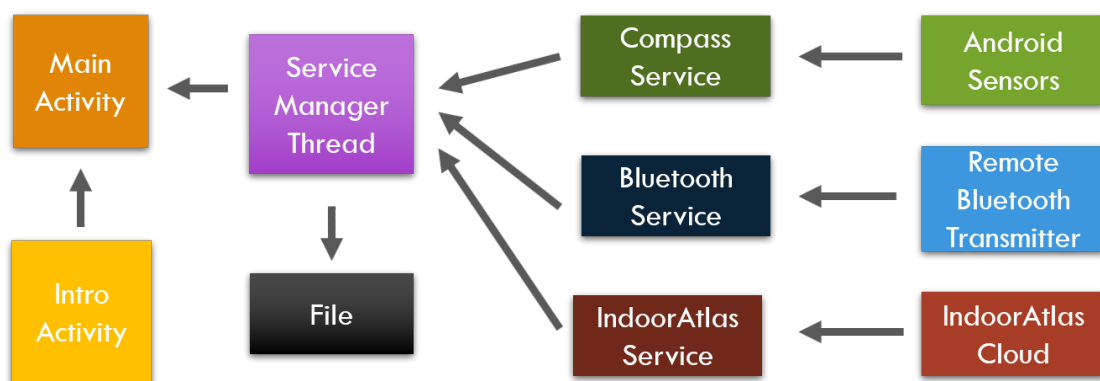 Main
Activity
Service
Manager
Thread
Compass
Service
Android
Sensors
Bluetooth
Service
Remote
Bluetooth
Transmitter
Intro
Activity
File
IndoorAtlas
Service
IndoorAtlas
Cloud